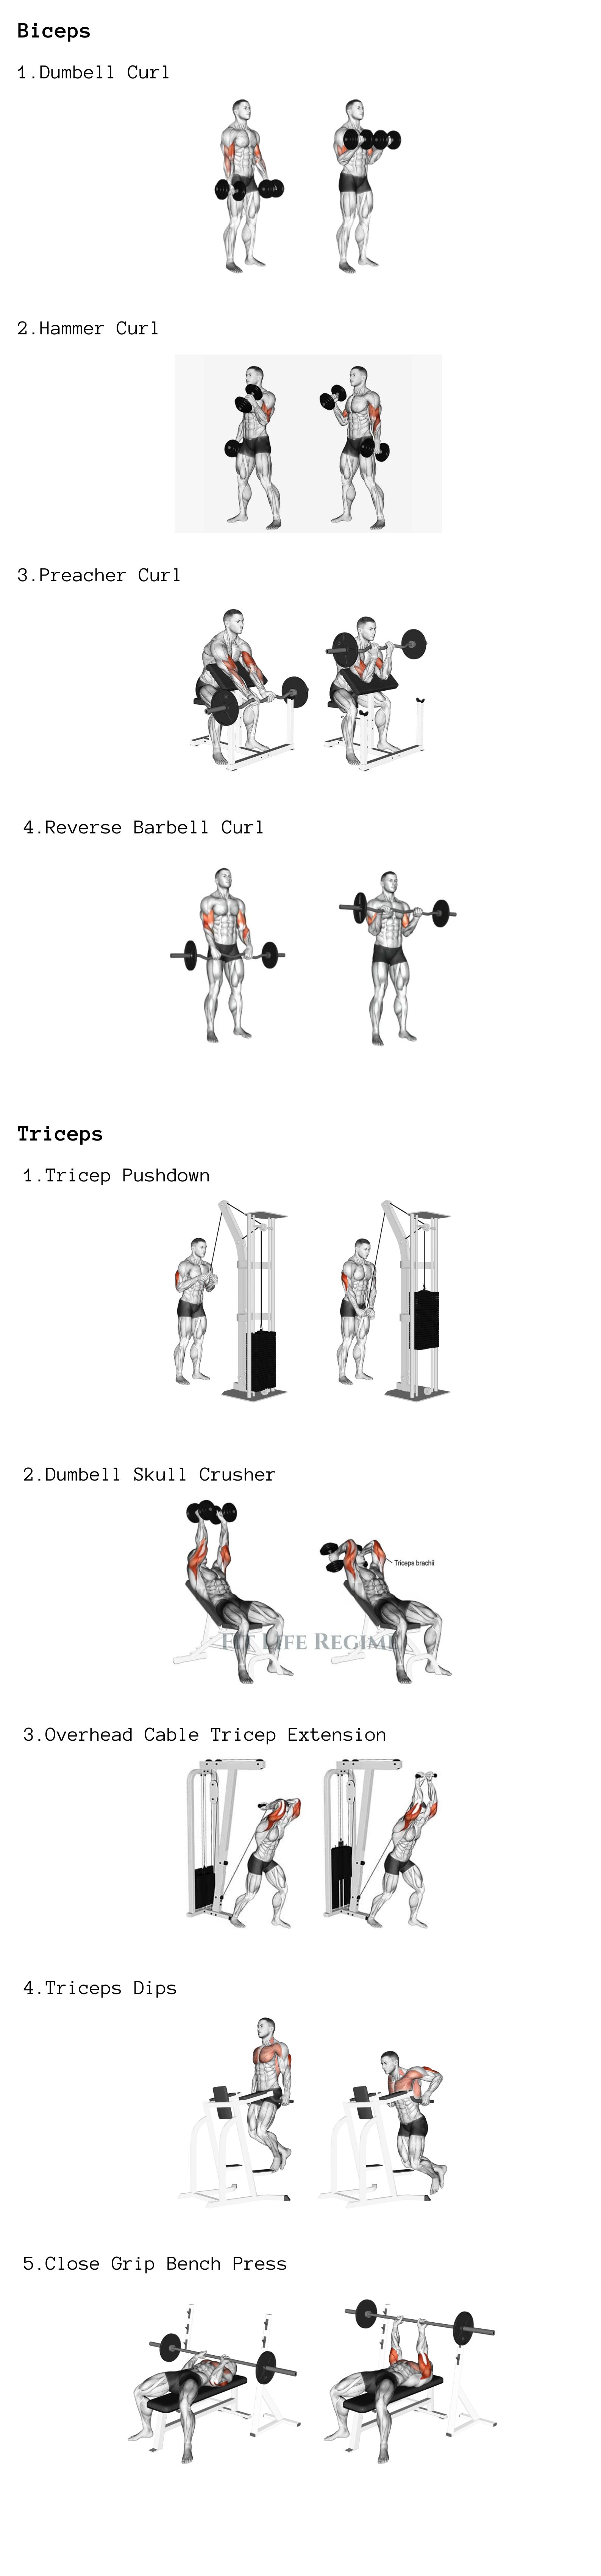 Biceps
1.Dumbell Curl
2.Hammer Curl
3.Preacher Curl
4.Reverse Barbell Curl
Triceps
1.Tricep Pushdown
2.Dumbell Skull Crusher
Triceps brachii
FIT LIFE REGIME
3.Overhead Cable Tricep Extension
4.Triceps Dips
5.Close Grip Bench Press